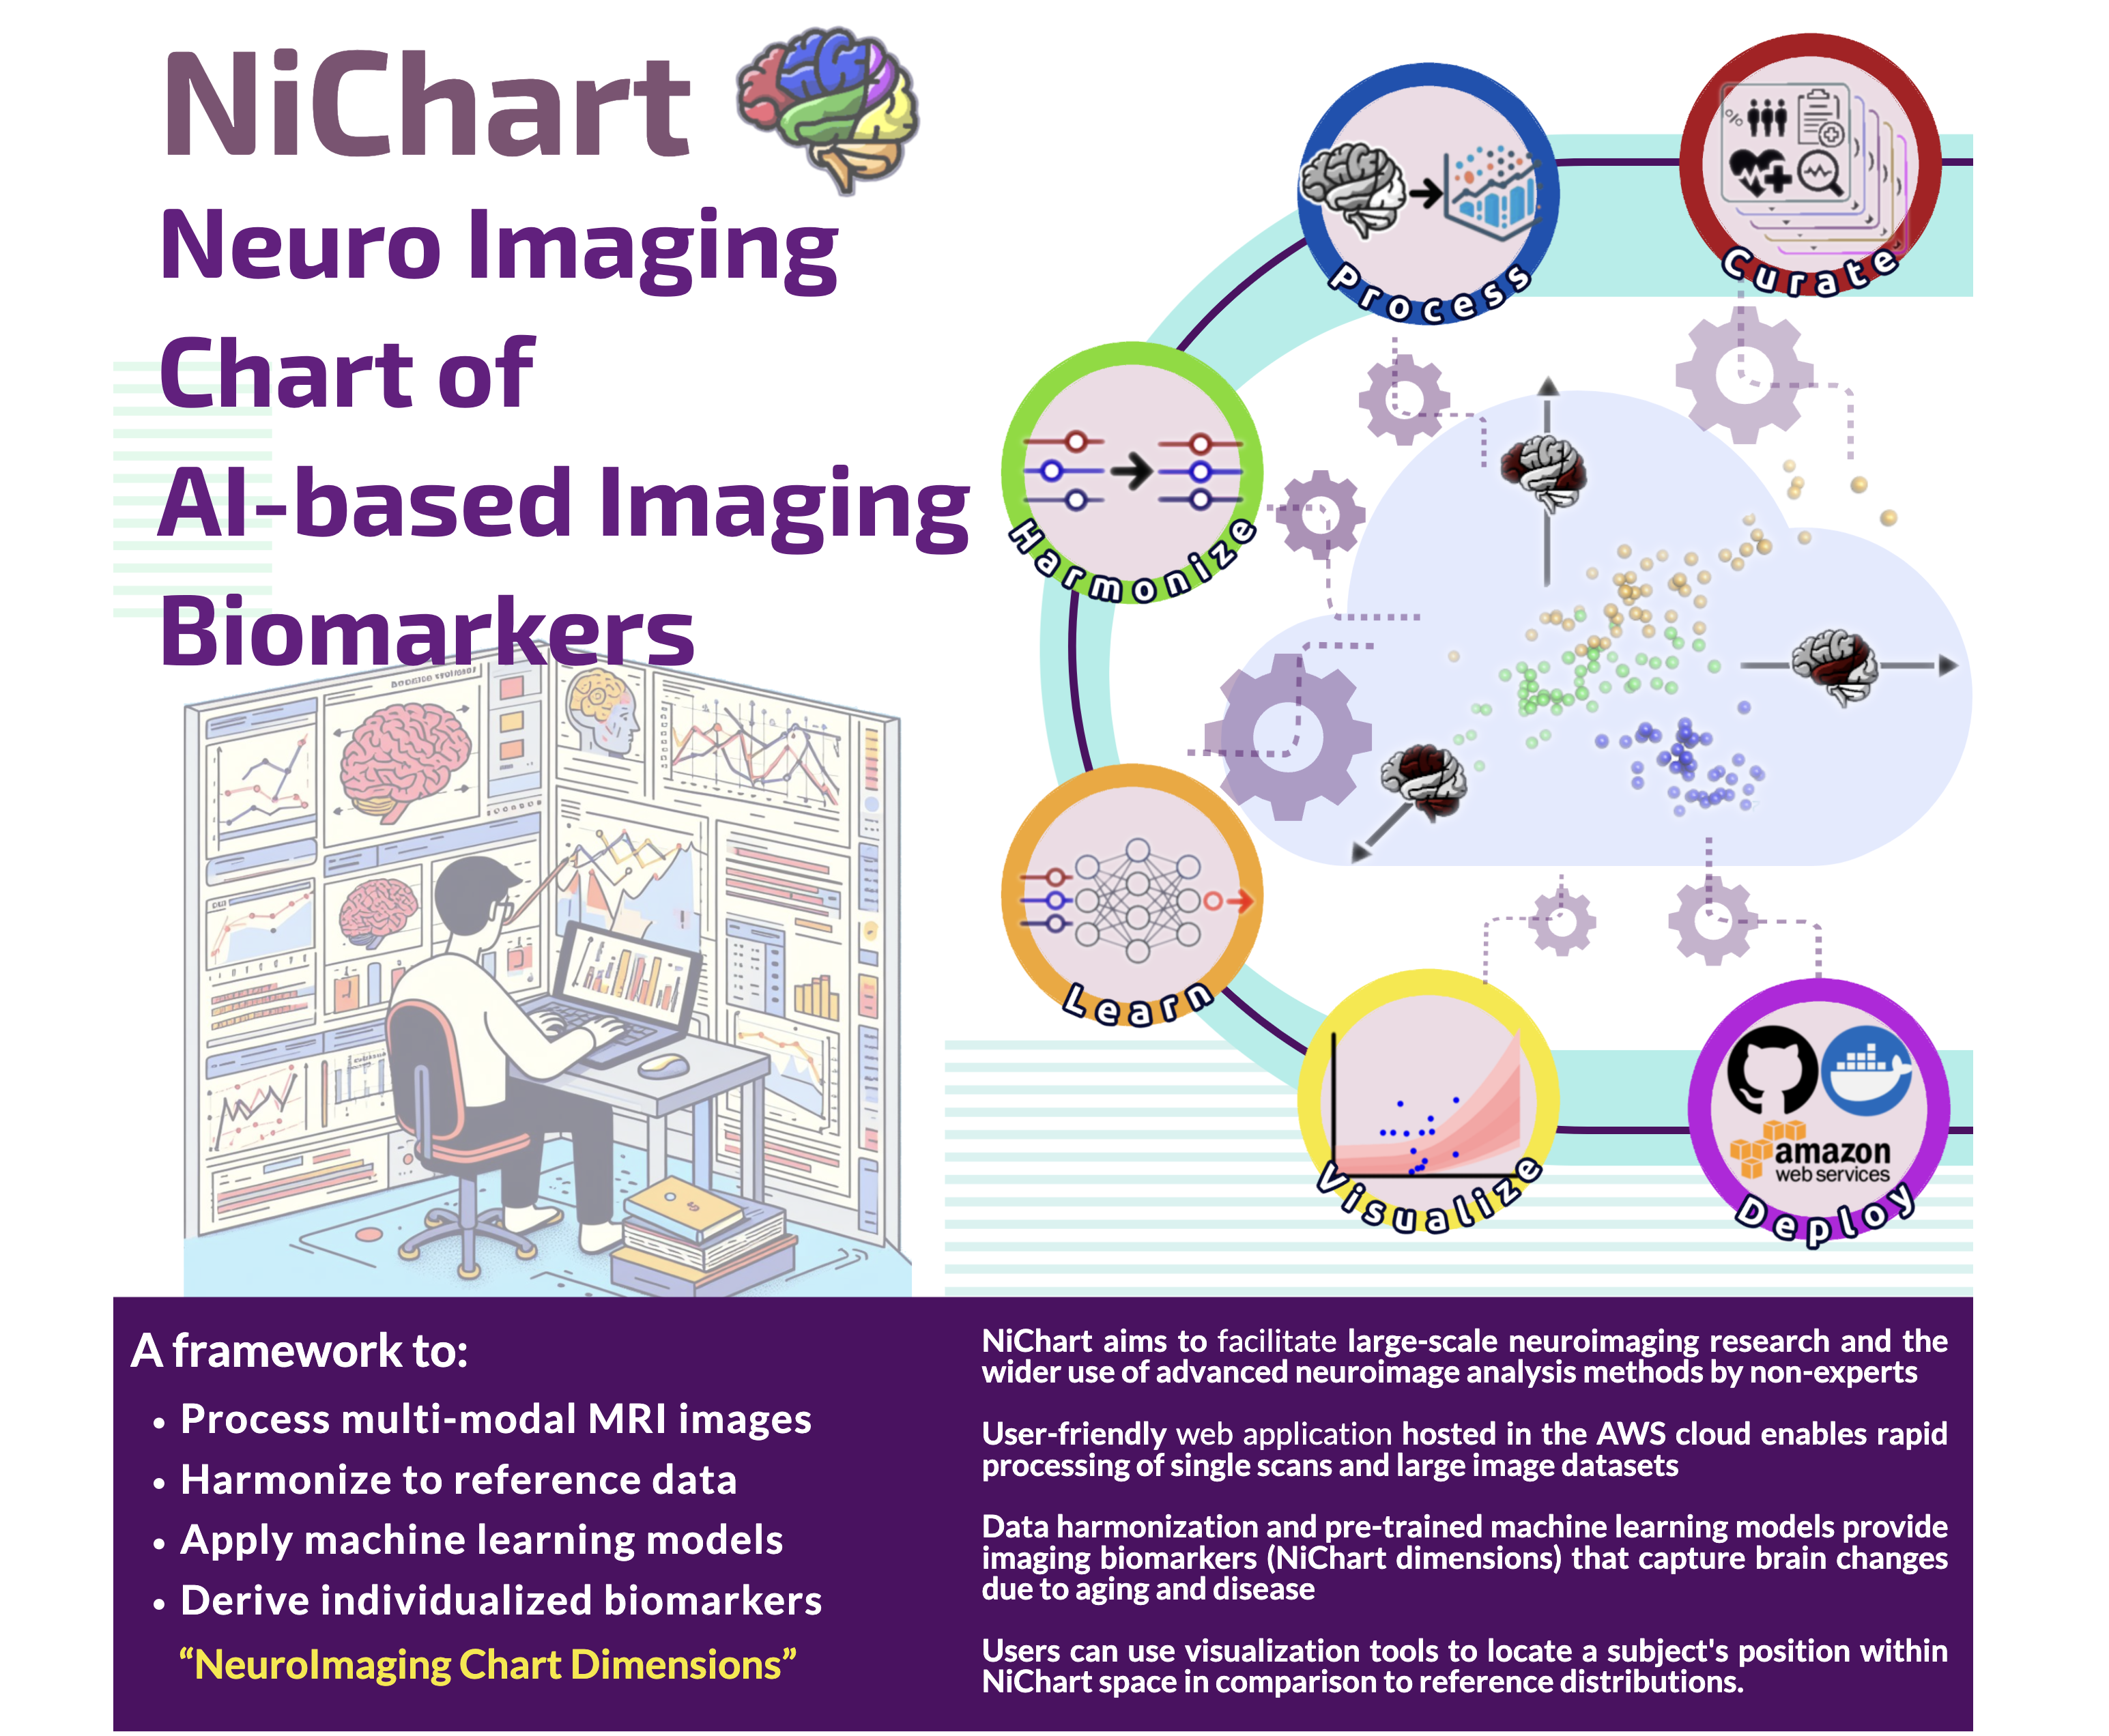 NiChart
Neuro Imaging
Chart of
AI-based Imaging
Biomarkers
Process
Curate
%
Harmonize
Learn
Visualize
amazon
web services
Deploy
A framework to:
• Process multi-modal MRI images
• Harmonize to reference data
• Apply machine learning models
• Derive individualized biomarkers
“NeuroImaging Chart Dimensions”
NiChart aims to facilitate large-scale neuroimaging research and the
wider use of advanced neuroimage analysis methods by non-experts
User-friendly web application hosted in the AWS cloud enables rapid
processing of single scans and large image datasets
Data harmonization and pre-trained machine learning models provide
imaging biomarkers (NiChart dimensions) that capture brain changes
due to aging and disease
Users can use visualization tools to locate a subject's position within
NiChart space in comparison to reference distributions.